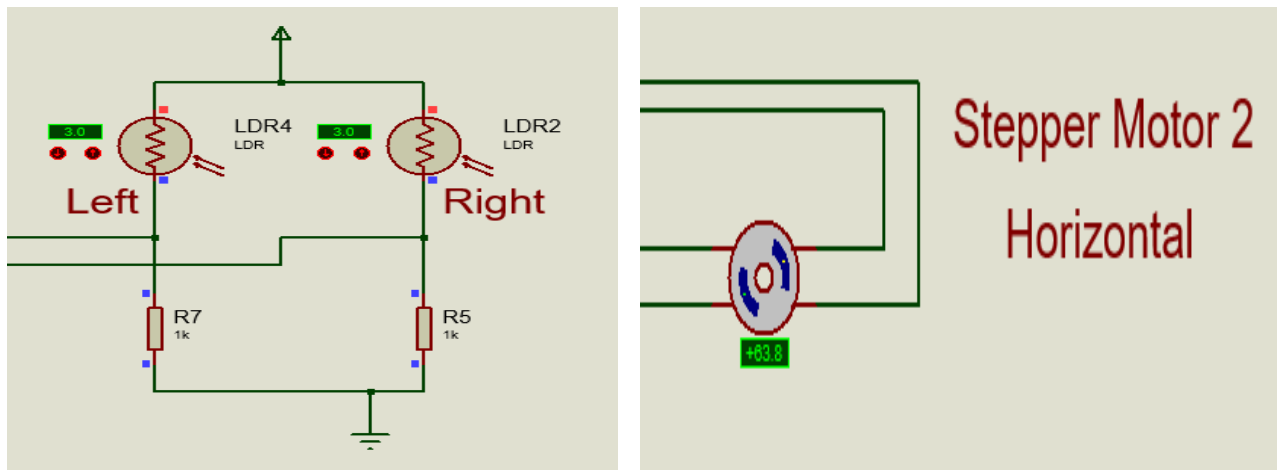 3.0
LDR4
LDR
3.0
LDR2
LDR
Left
Right
R7
1k
R5
1k
Stepper Motor 2
Horizontal
+63.8